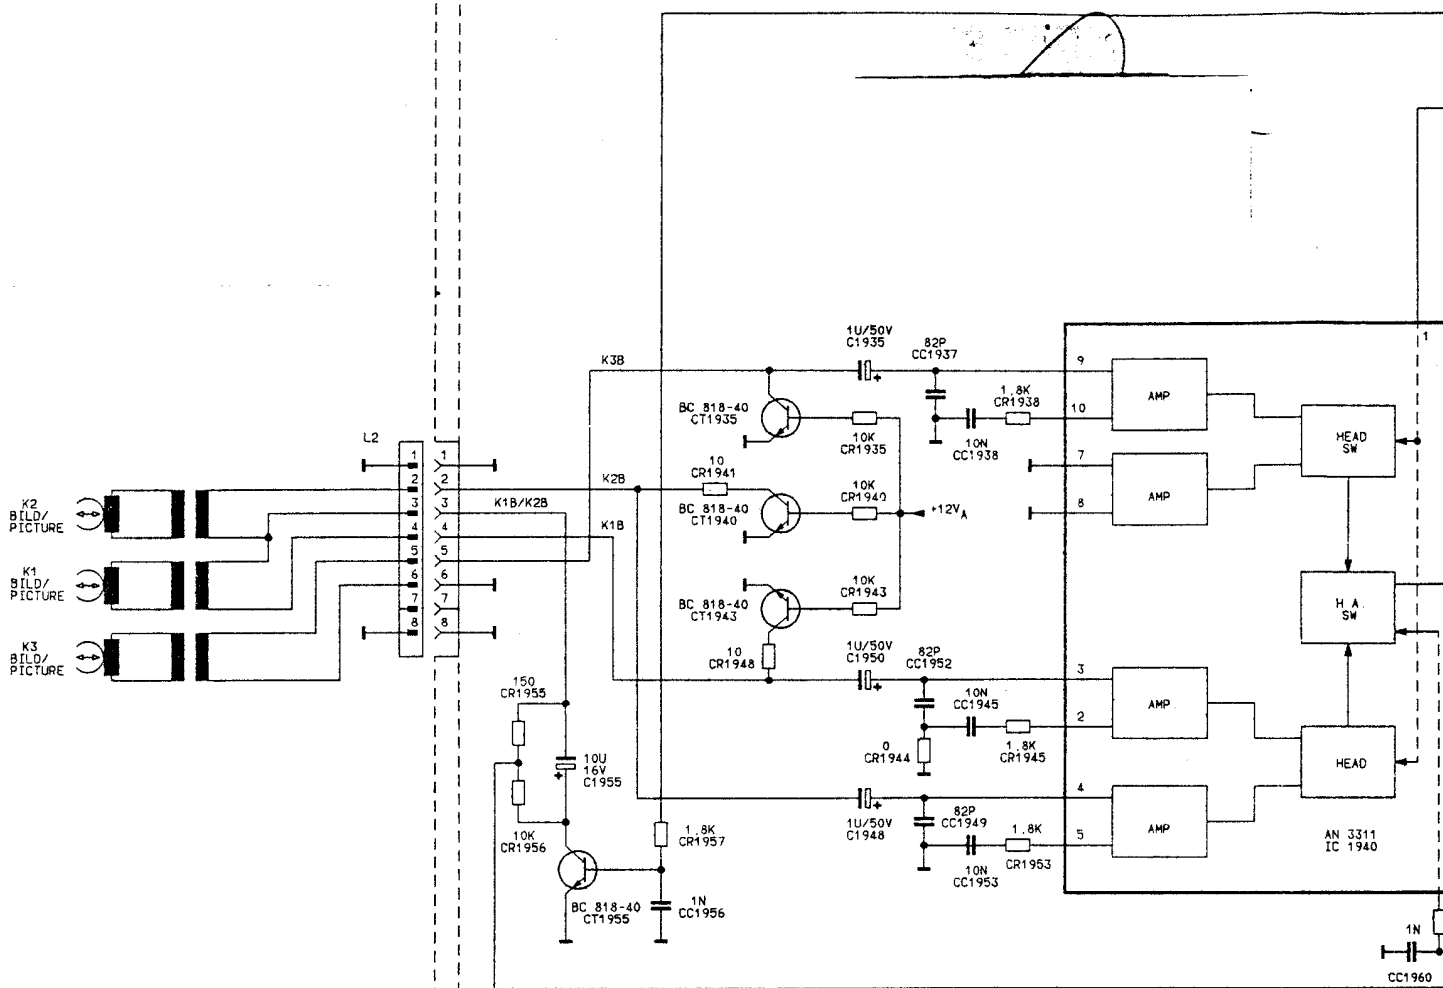 1U/50V
C1935
82P
CC1937
K3B
1
9
1.8K
CR1938
AMP
BC 818-40
CT1935
10
L2
10K
CR1935
10N
CC1938
HEAD
SW
1
1
10
CR1941
7
2
2
K2B
10K
CR1940
AMP
K2
BILD/
PICTURE
3
3
K1B/K2B
BC 818-40
CT1940
+12VA
8
4
4
K1B
5
5
K1
BILD/
PICTURE
6
6
10K
CR1943
H.A.
SW
7
7
BC 818-40
CT1943
8
8
K3
BILD/
PICTURE
10
CR1948
1U/50V
C1950
82P
CC1952
3
150
CR1955
10N
CC1945
AMP
2
0
CR1944
1.8K
CR1945
10U
16V
C1955
HEAD
4
1U/50V
C1948
82P
CC1949
10K
CR1956
1.8K
CR1957
1.8K
CR1953
5
AMP
AN 3311
IC 1940
10N
CC1953
BC 818-40
CT1955
1N
CC1956
1N
CC1960